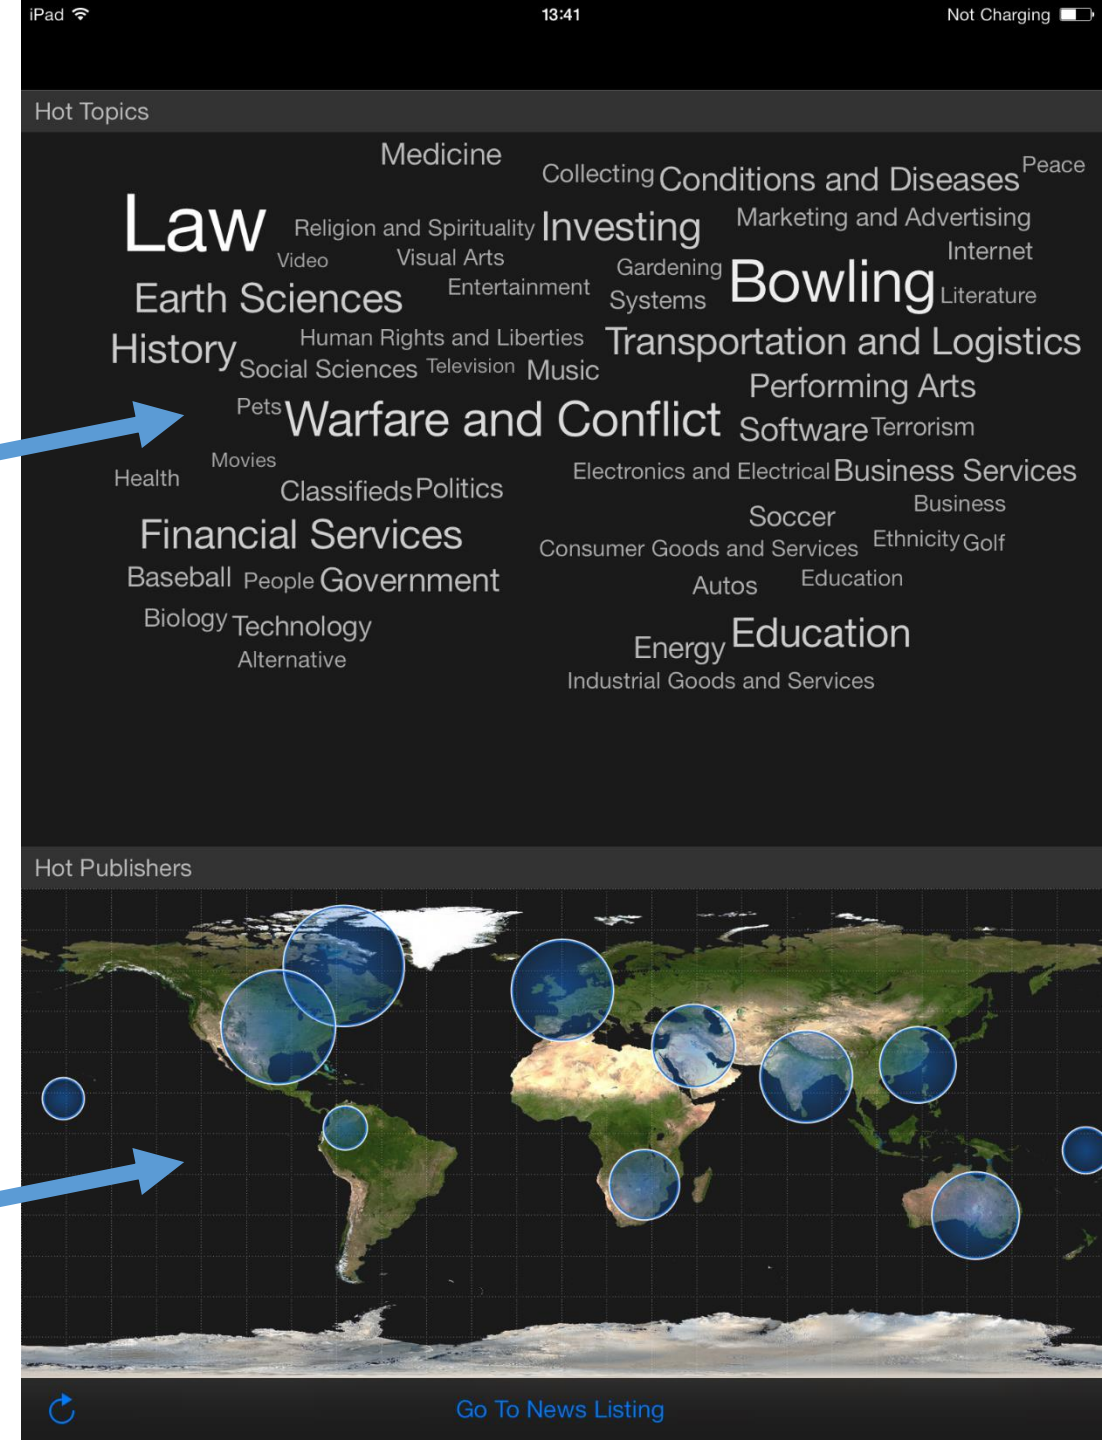 iPad 13:41 Not Charging
Hot Topics
Medicine
Collecting Conditions and Diseases Peace
Law Religion and Spirituality Investing Marketing and Advertising
Video Visual Arts Gardening Internet
Earth Sciences Entertainment Systems Bowling Literature
History Human Rights and Liberties Transportation and Logistics
Social Sciences Television Music Performing Arts
Pets Warfare and Conflict Software Terrorism
Health Movies Electronics and Electrical Business Services
Classifieds Politics Business
Financial Services Soccer
Consumer Goods and Services Ethnicity Golf
Baseball People Government Autos Education
Biology Technology Energy Education
Alternative
Industrial Goods and Services
Hot Publishers
Go To News Listing